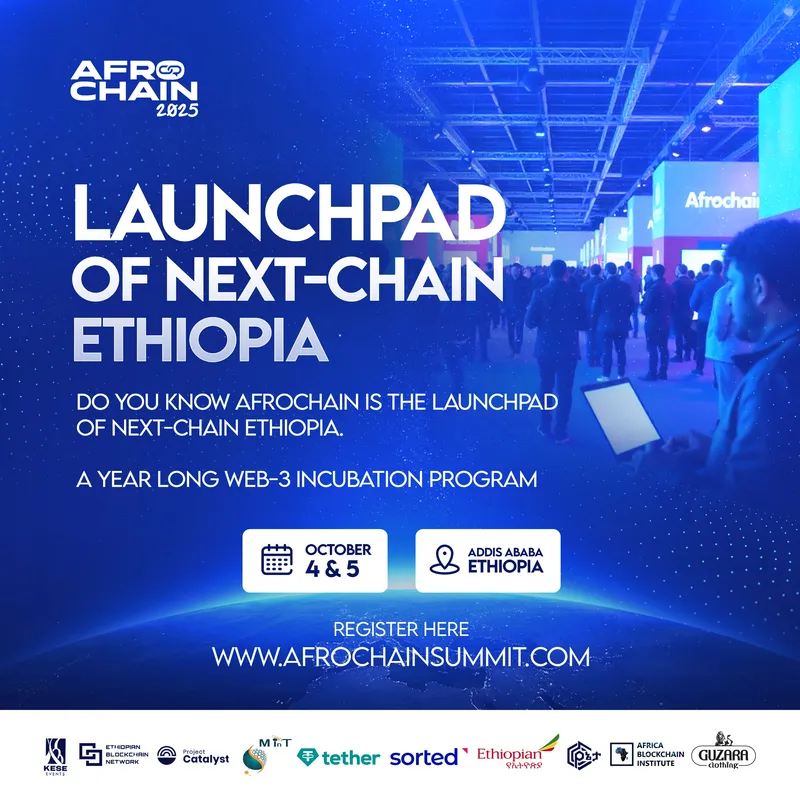 AFRO
CHAIN
2025
Afrochain
LAUNCHPAD
OF NEXT-CHAIN
ETHIOPIA
DO YOU KNOW AFROCHAIN IS THE LAUNCHPAD
OF NEXT-CHAIN ETHIOPIA.
A YEAR LONG WEB-3 INCUBATION PROGRAM
OCTOBER
4 & 5
ADDIS ABABA
ETHIOPIA
REGISTER HERE
WWW.AFROCHAINSUMMIT.COM
KESE
EVENTS
ETHIOPIAN
BLOCKCHAIN
NETWORK
Project
Catalyst
MInT
tether
sorted
Ethiopian
የኢትዮጵያ
AFRICA
BLOCKCHAIN
INSTITUTE
GUZARA
clothing